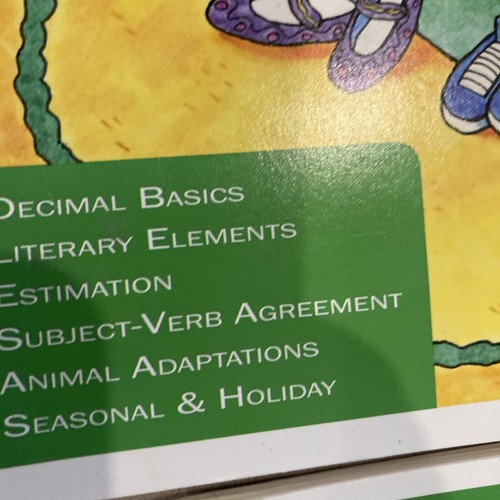 Decimal Basics
Literary Elements
Estimation
Subject-Verb Agreement
Animal Adaptations
Seasonal & Holiday